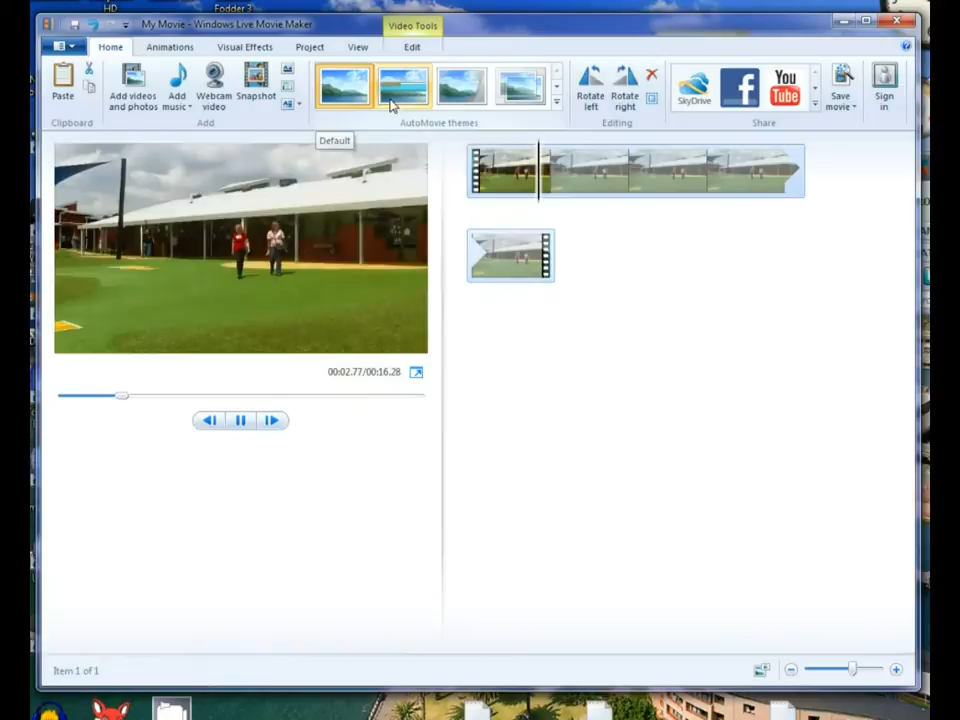 HD
Fodder 3
My Movie - Windows Live Movie Maker
Video Tools
Home
Animations
Visual Effects
Project
View
Edit
Paste
Add videos
and photos
Add
music
Webcam
video
Snapshot
Rotate
left
Rotate
right
SkyDrive
f
You
Tube
Save
movie
Sign
in
Clipboard
Add
AutoMovie themes
Editing
Share
Default
00:02.77/00:16.28
Item 1 of 1